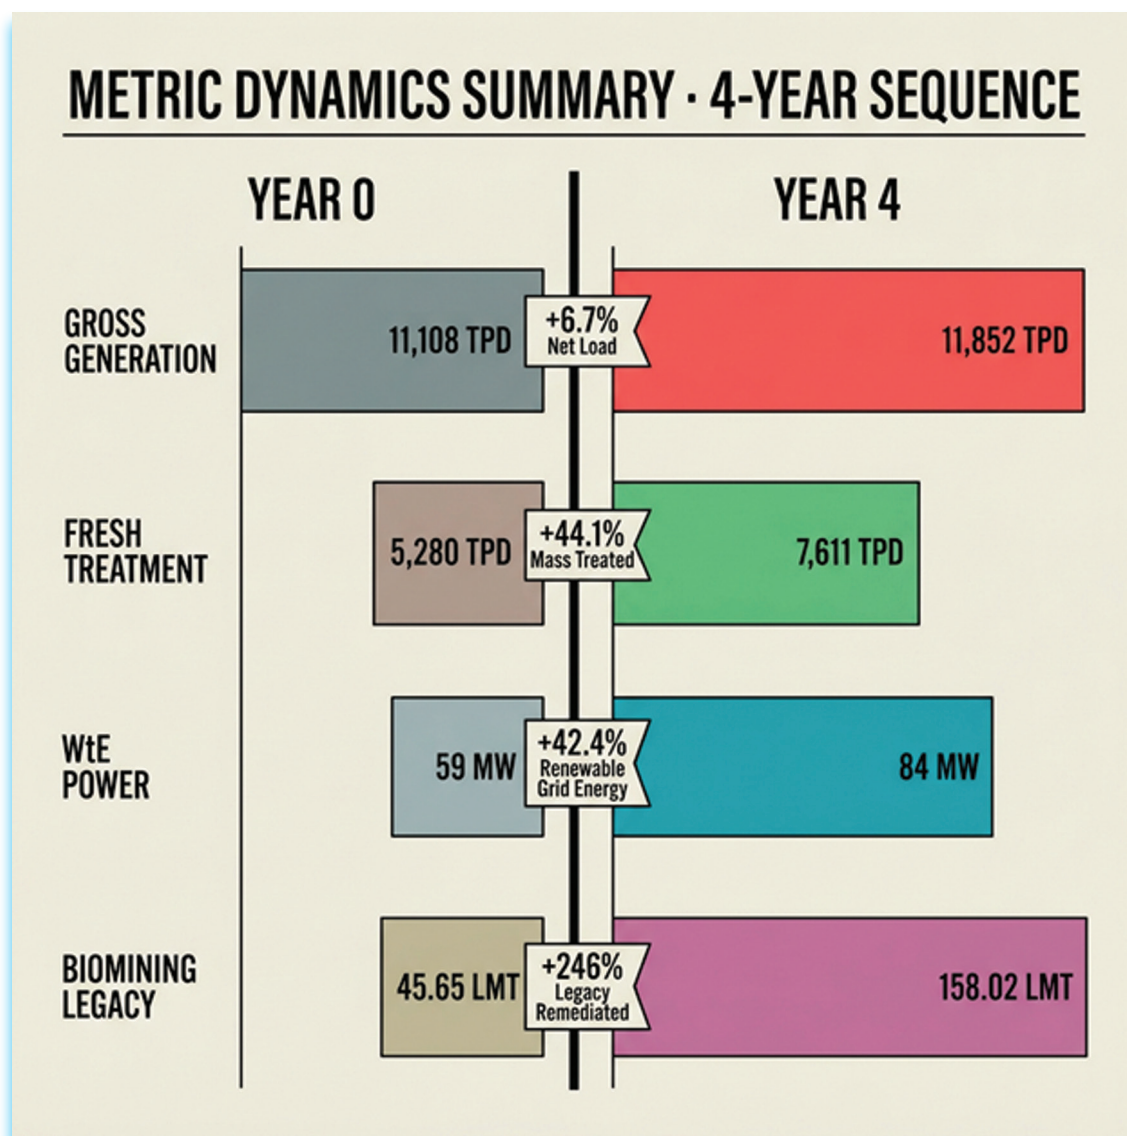 METRIC DYNAMICS SUMMARY · 4-YEAR SEQUENCE
YEAR 0
YEAR 4
GROSS
GENERATION
11,108 TPD
+6.7%
Net Load
11,852 TPD
FRESH
TREATMENT
5,280 TPD
+44.1%
Mass Treated
7,611 TPD
WtE
POWER
59 MW
+42.4%
Renewable
Grid Energy
84 MW
BIOMINING
LEGACY
45.65 LMT
+246%
Legacy
Remediated
158.02 LMT